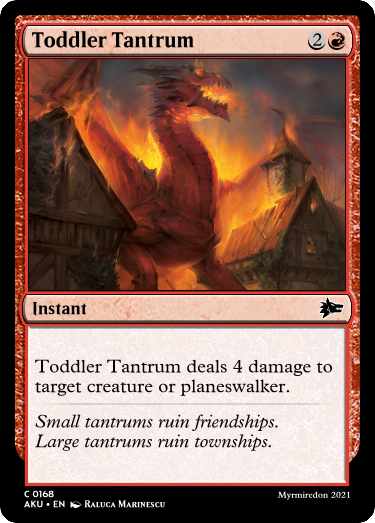 Toddler Tantrum 2
Instant
Toddler Tantrum deals 4 damage to
target creature or planeswalker.
Small tantrums ruin friendships.
Large tantrums ruin townships.
C 0168
AKU • EN Raluca Marinescu
Myrmiredon 2021